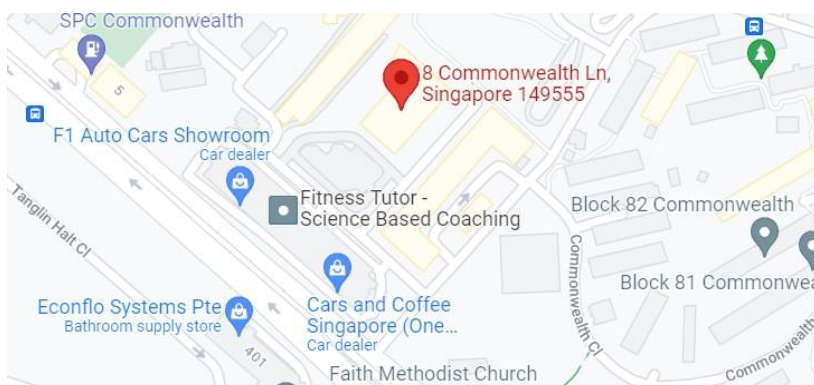 SPC Commonwealth
8 Commonwealth Ln,
Singapore 149555
5
F1 Auto Cars Showroom
Car dealer
Fitness Tutor -
Science Based Coaching
Tanglin Halt Cl
Block 82 Commonwealth
Block 81 Commonwea
Commonwealth Cl
Econflo Systems Pte
Bathroom supply store
Cars and Coffee
Singapore (One...
Car dealer
401
Commonwealth
Faith Methodist Church